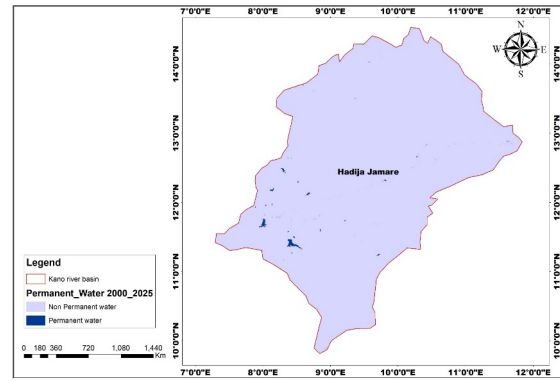 7°0'0"E 8°0'0"E 9°0'0"E 10°0'0"E 11°0'0"E 12°0'0"E
N
W E
S
14°0'0"N
13°0'0"N
12°0'0"N
11°0'0"N
10°0'0"N
Hadija Jamare
14°0'0"N
13°0'0"N
12°0'0"N
11°0'0"N
10°0'0"N
Legend
Kano river basin
Permanent_Water 2000_2025
Non Permanent water
Permanent water
0 180 360 720 1,080 1,440
Km
7°0'0"E 8°0'0"E 9°0'0"E 10°0'0"E 11°0'0"E 12°0'0"E